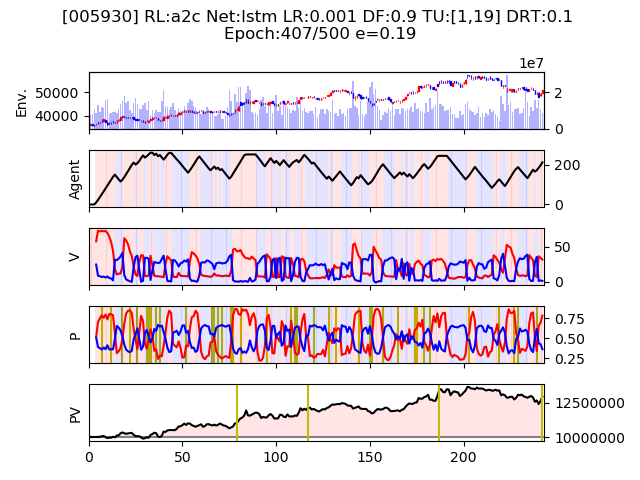 [005930] RL:a2c Net:lstm LR:0.001 DF:0.9 TU:[1,19] DRT:0.1
Epoch:407/500 e=0.19
1e7
Env.
50000
40000
2
0
Agent
200
0
V
50
0
P
0.75
0.50
0.25
PV
12500000
10000000
0 50 100 150 200